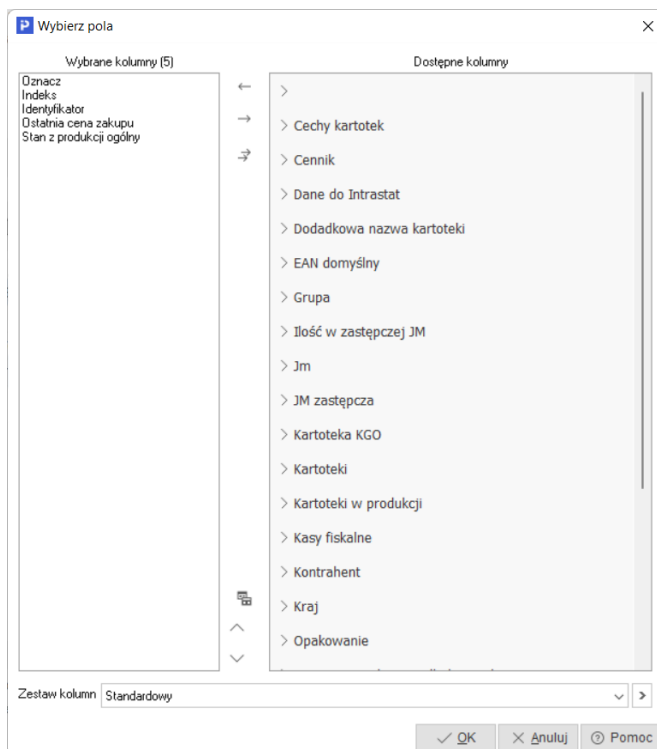 Wybierz pola
Wybrane kolumny (5)
Dostępne kolumny
Oznacz
Indeks
Identyfikator
Ostatnia cena zakupu
Stan z produkcji ogólny
Cechy kartotek
Cennik
Dane do Intrastat
Dodadkowa nazwa kartoteki
EAN domyślny
Grupa
Ilość w zastępczej JM
Jm
JM zastępcza
Kartoteka KGO
Kartoteki
Kartoteki w produkcji
Kasy fiskalne
Kontrahent
Kraj
Opakowanie
Zestaw kolumn Standardowy
OK Anuluj Pomoc